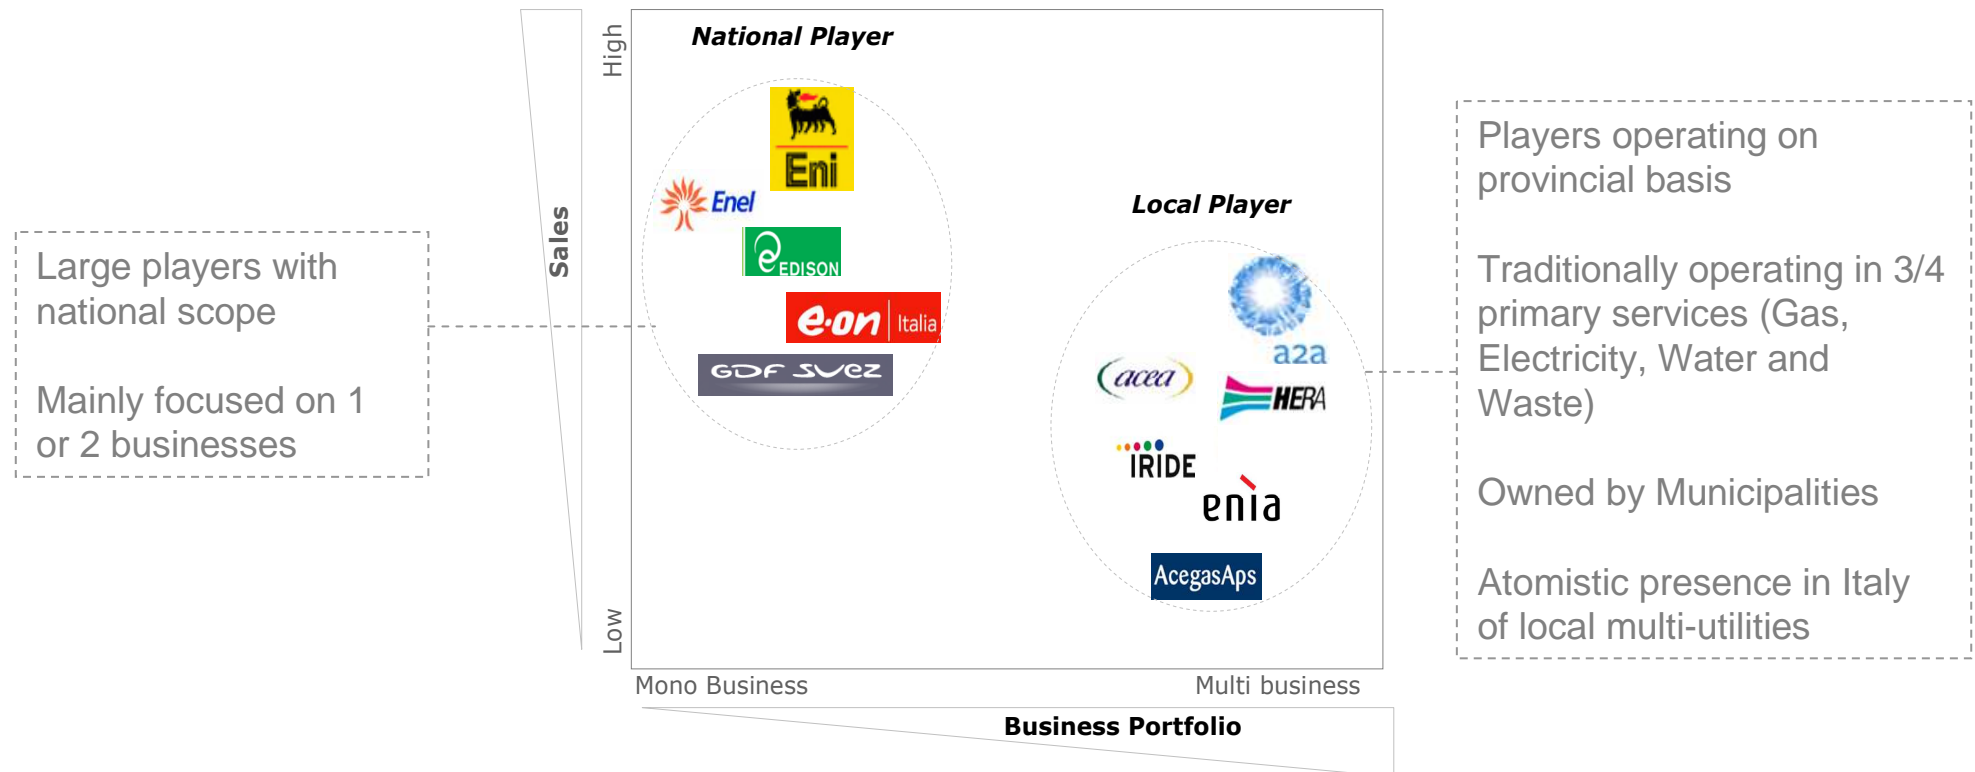 High
National Player
Eni
Enel
EDISON
e·on Italia
GDF SUEZ
Sales
Low
Large players with
national scope
Mainly focused on 1
or 2 businesses
Local Player
a2a
acea
HERA
IRIDE
enìa
AcegasAps
Players operating on
provincial basis
Traditionally operating in 3/4
primary services (Gas,
Electricity, Water and
Waste)
Owned by Municipalities
Atomistic presence in Italy
of local multi-utilities
Mono Business
Multi business
Business Portfolio